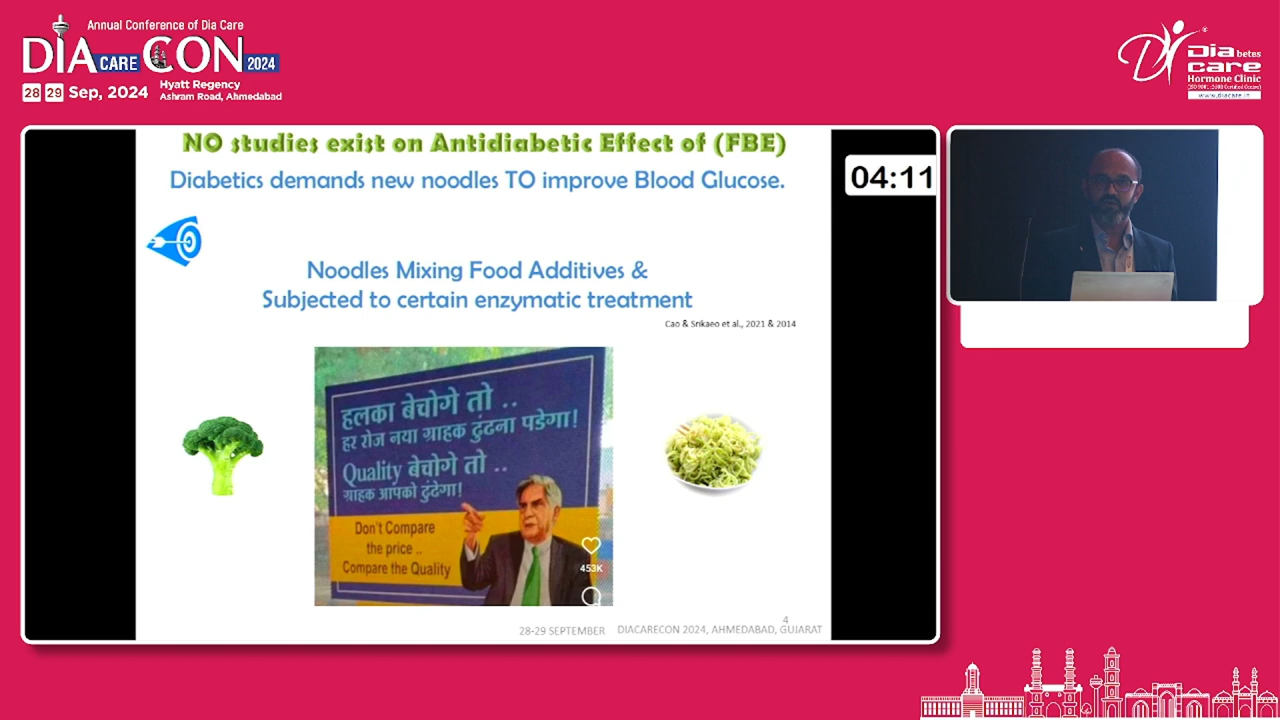 Annual Conference of Dia Care
DIA CARE CON 2024
28 29 Sep, 2024
Hyatt Regency
Ashram Road, Ahmedabad
Dia betes
care
Hormone Clinic
www.diacare.in
NO studies exist on Antidiabetic Effect of (FBE)
Diabetics demands new noodles TO improve Blood Glucose.
04:11
Noodles Mixing Food Additives &
Subjected to certain enzymatic treatment
Cao & Srikaeo et al., 2021 & 2014
हलका बेचोगे तो ..
हर रोज नया ग्राहक टुंढना पडेगा!
Quality बेचोगे तो ..
ग्राहक आपको टुंढेगा!
Don't Compare
the price ..
Compare the Quality
453K
4
28-29 SEPTEMBER DIACARECON 2024, AHMEDABAD, GUJARAT